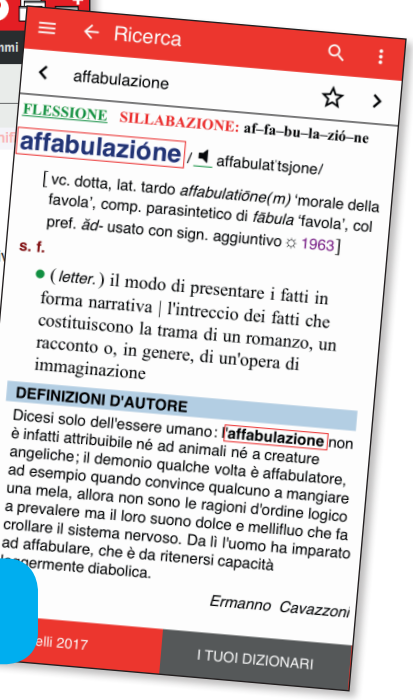 mmi
Ricerca
affabulazione
FLESSIONE SILLABAZIONE: af–fa–bu–la–zió–ne
affabulazióne / affabulatˈtsjone/
[ vc. dotta, lat. tardo affabulatiōne(m) ‘morale della
favola’, comp. parasintetico di fābula ‘favola’, col
pref. ăd- usato con sign. aggiuntivo ☼ 1963]
s. f.
● (letter.) il modo di presentare i fatti in
forma narrativa | l'intreccio dei fatti che
costituiscono la trama di un romanzo, un
racconto o, in genere, di un'opera di
immaginazione
DEFINIZIONI D'AUTORE
Dicesi solo dell'essere umano: l'affabulazione non
è infatti attribuibile né ad animali né a creature
angeliche; il demonio qualche volta è affabulatore,
ad esempio quando convince qualcuno a mangiare
una mela, allora non sono le ragioni d'ordine logico
a prevalere ma il loro suono dolce e mellifluo che fa
crollare il sistema nervoso. Da lì l'uomo ha imparato
ad affabulare, che è da ritenersi capacità
ggermente diabolica.
Ermanno Cavazzoni
elli 2017
I TUOI DIZIONARI